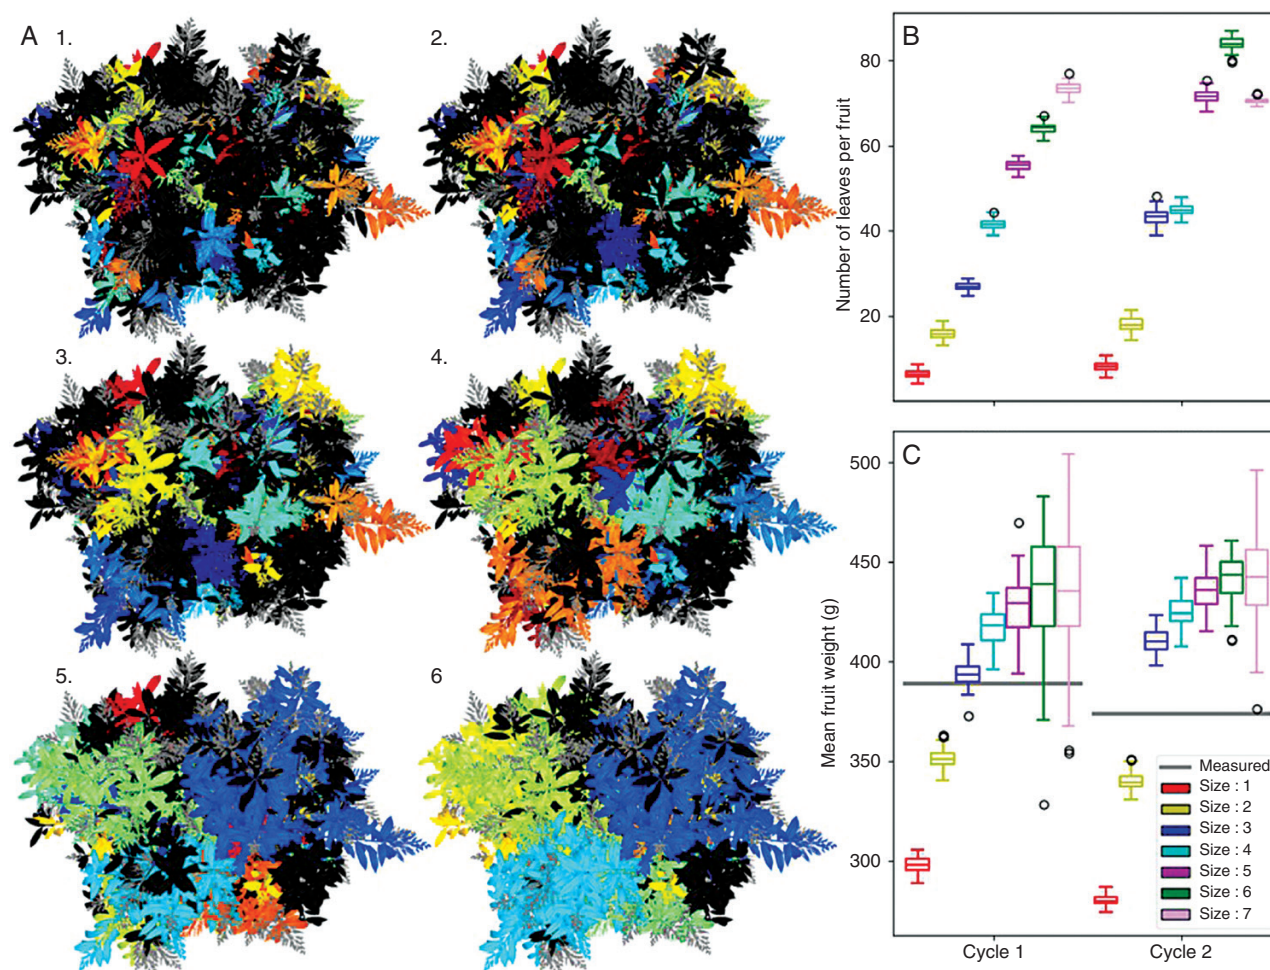 A
1.
2.
3.
4.
5.
6
B
Number of leaves per fruit
80
60
40
20
C
Mean fruit weight (g)
500
450
400
350
300
Measured
Size : 1
Size : 2
Size : 3
Size : 4
Size : 5
Size : 6
Size : 7
Cycle 1
Cycle 2